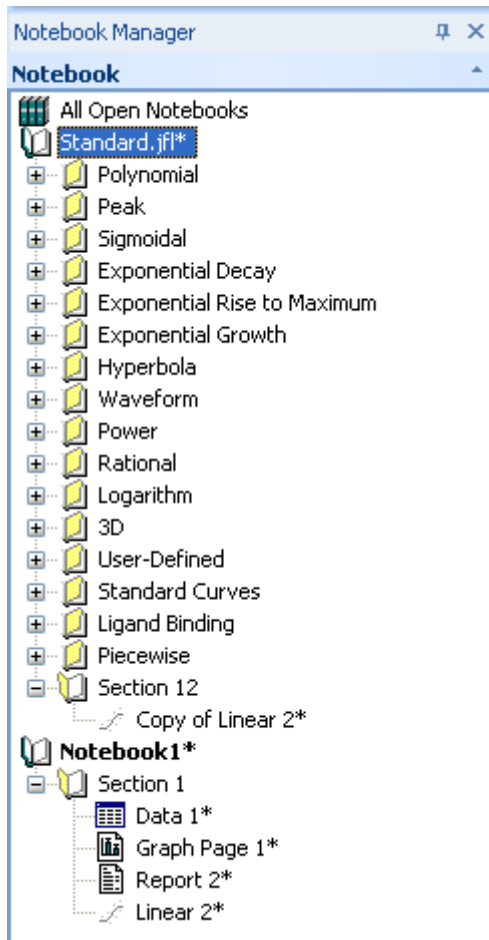 Notebook Manager
Notebook
All Open Notebooks
Standard.jfl*
Polynomial
Peak
Sigmoidal
Exponential Decay
Exponential Rise to Maximum
Exponential Growth
Hyperbola
Waveform
Power
Rational
Logarithm
3D
User-Defined
Standard Curves
Ligand Binding
Piecewise
Section 12
Copy of Linear 2*
Notebook1*
Section 1
Data 1*
Graph Page 1*
Report 2*
Linear 2*